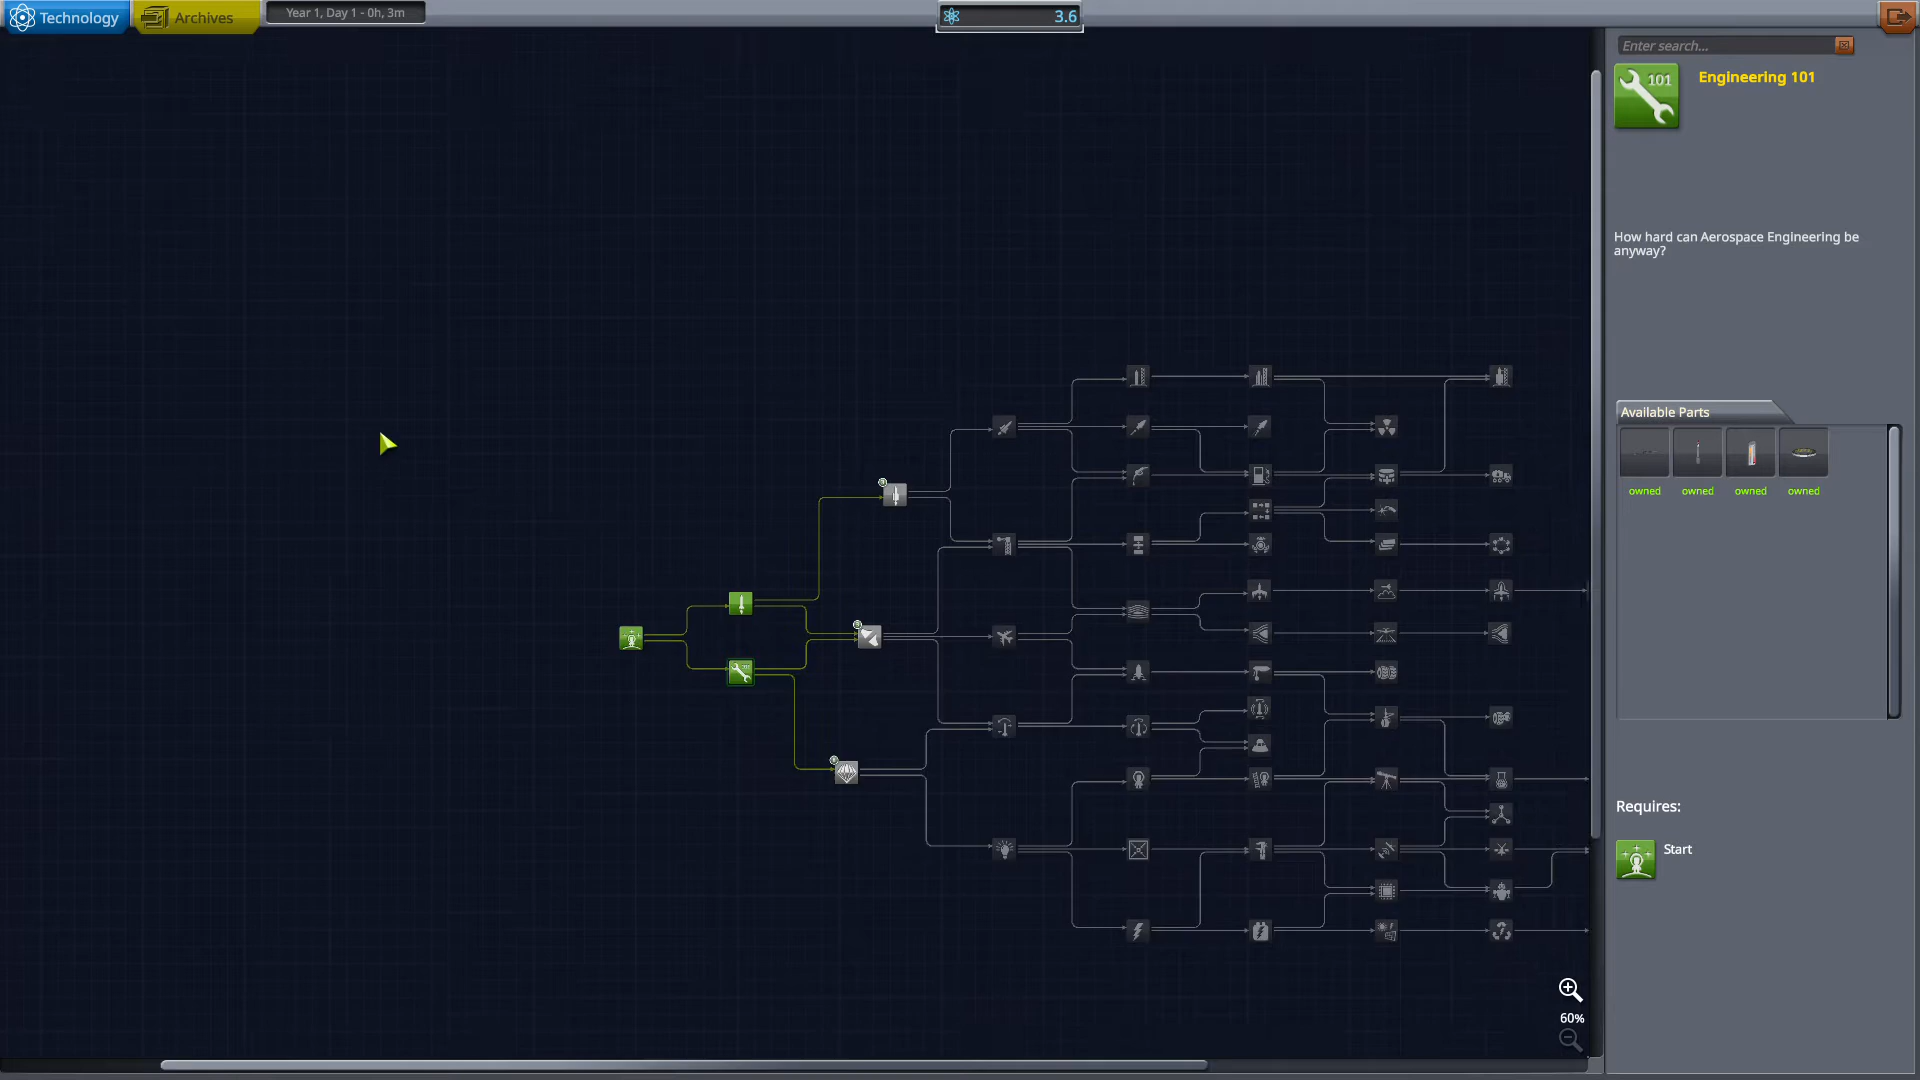 Technology
Archives
Year 1, Day 1 - 0h, 3m
3.6
Enter search...
101
Engineering 101
How hard can Aerospace Engineering be
anyway?
Available Parts
owned owned owned owned
Requires:
Start
60%